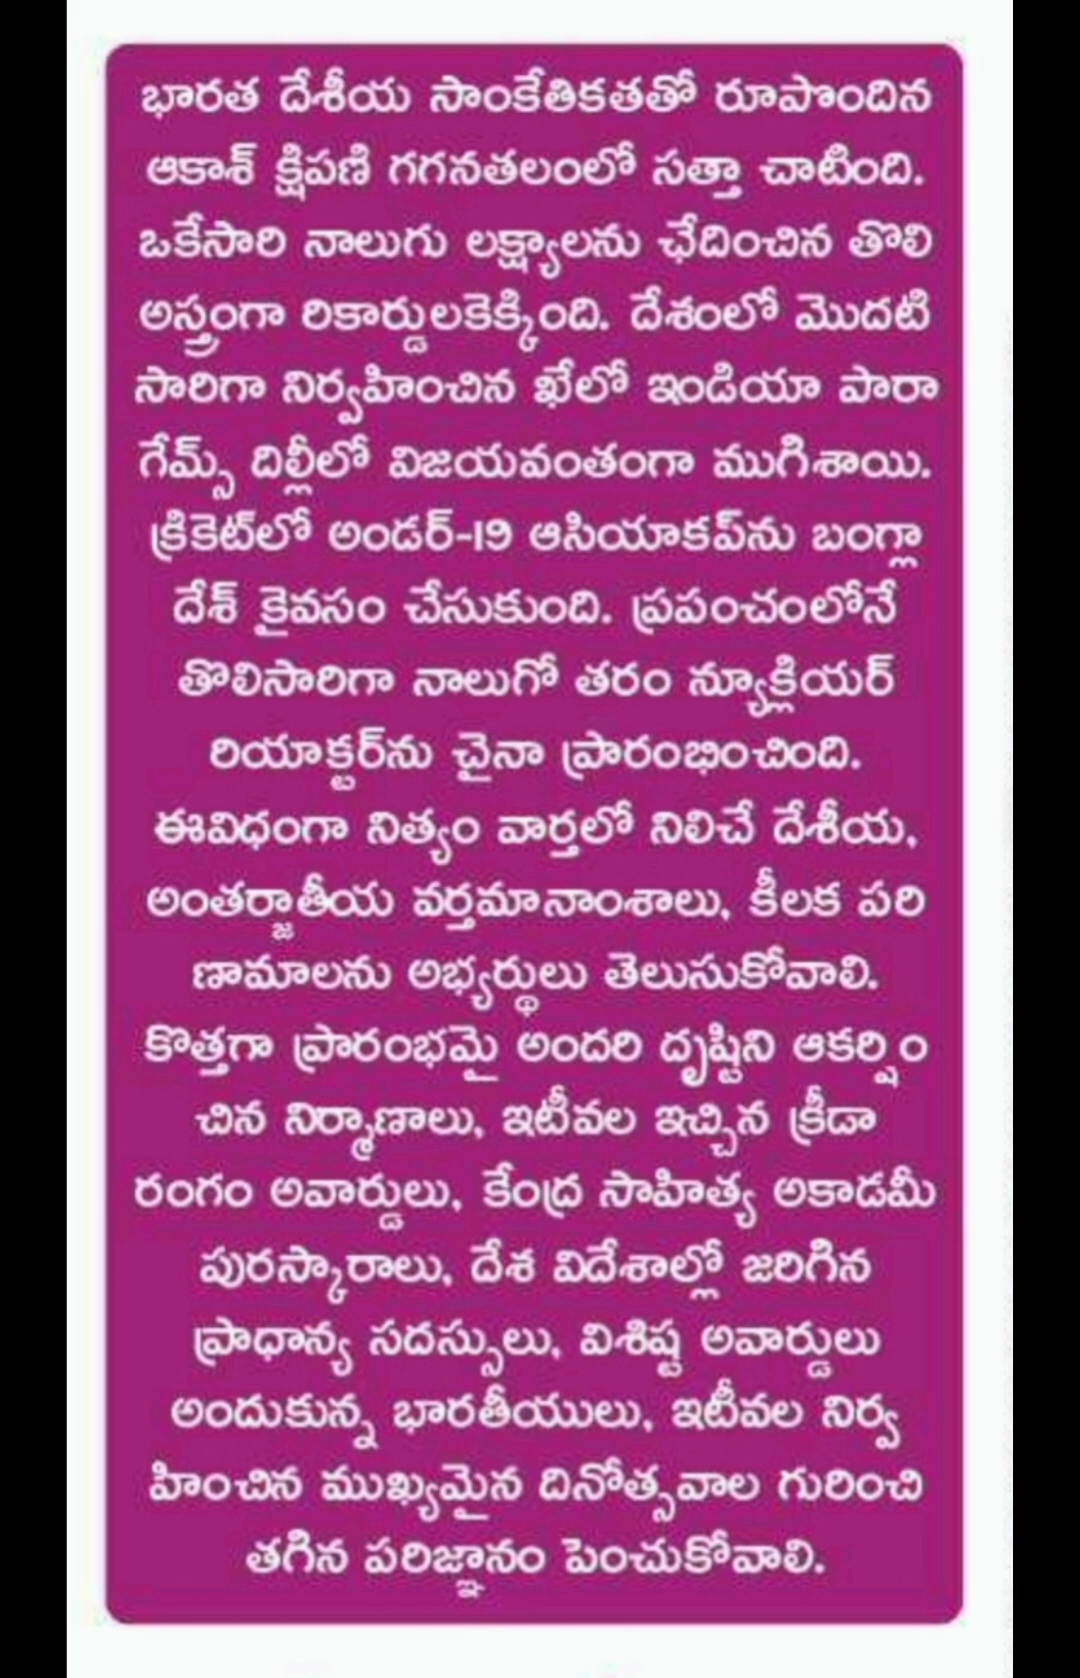 భారత దేశీయ సాంకేతికతతో రూపొందిన
ఆకాశ్ క్షిపణి గగనతలంలో సత్తా చాటింది.
ఒకేసారి నాలుగు లక్ష్యాలను ఛేదించిన తొలి
అస్త్రంగా రికార్డులకెక్కింది. దేశంలో మొదటి
సారిగా నిర్వహించిన ఖేలో ఇండియా పారా
గేమ్స్ దిల్లీలో విజయవంతంగా ముగిశాయి.
క్రికెట్‌లో అండర్-19 ఆసియాకప్‌ను బంగ్లా
దేశ్ కైవసం చేసుకుంది. ప్రపంచంలోనే
తొలిసారిగా నాలుగో తరం న్యూక్లియర్
రియాక్టర్‌ను చైనా ప్రారంభించింది.
ఈవిధంగా నిత్యం వార్తలో నిలిచే దేశీయ,
అంతర్జాతీయ వర్తమానాంశాలు, కీలక పరి
ణామాలను అభ్యర్థులు తెలుసుకోవాలి.
కొత్తగా ప్రారంభమై అందరి దృష్టిని ఆకర్షిం
చిన నిర్మాణాలు, ఇటీవల ఇచ్చిన క్రీడా
రంగం అవార్డులు, కేంద్ర సాహిత్య అకాడమీ
పురస్కారాలు, దేశ విదేశాల్లో జరిగిన
ప్రాధాన్య సదస్సులు, విశిష్ట అవార్డులు
అందుకున్న భారతీయులు, ఇటీవల నిర్వ
హించిన ముఖ్యమైన దినోత్సవాల గురించి
తగిన పరిజ్ఞానం పెంచుకోవాలి.